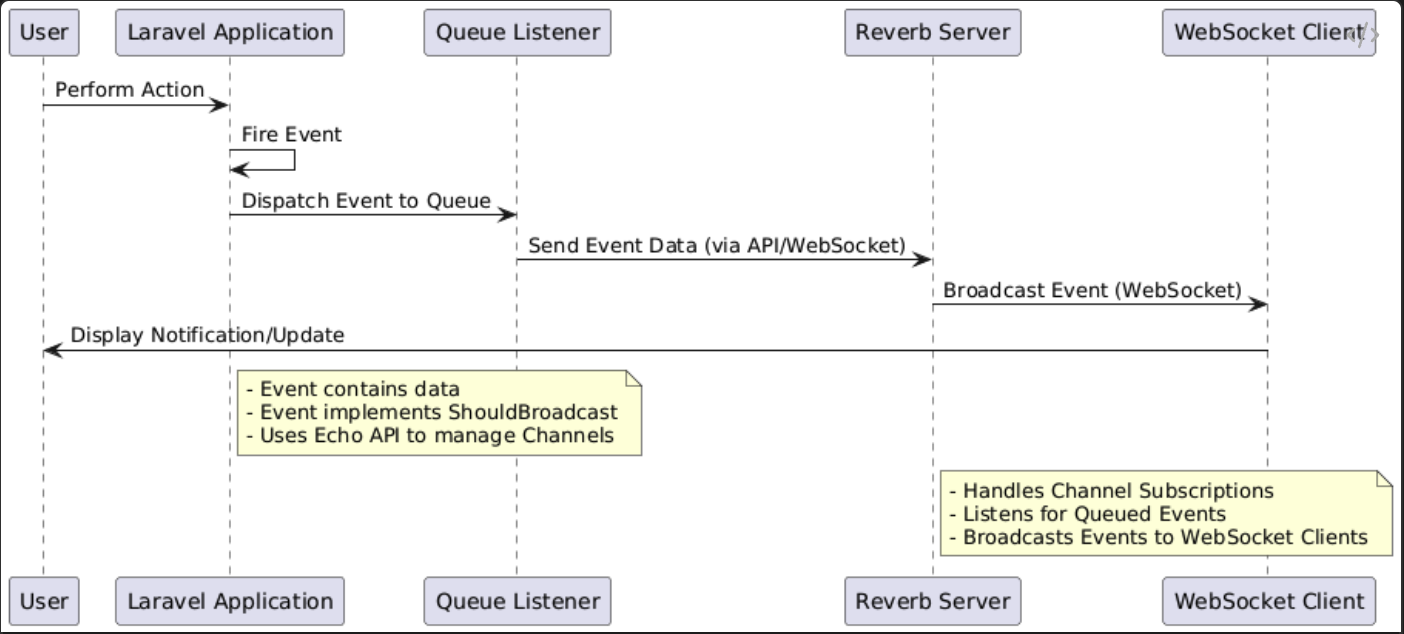 User
Laravel Application
Queue Listener
Reverb Server
WebSocket Client
</>
Perform Action
Fire Event
Dispatch Event to Queue
Send Event Data (via API/WebSocket)
Broadcast Event (WebSocket)
Display Notification/Update
- Event contains data
- Event implements ShouldBroadcast
- Uses Echo API to manage Channels
- Handles Channel Subscriptions
- Listens for Queued Events
- Broadcasts Events to WebSocket Clients
User
Laravel Application
Queue Listener
Reverb Server
WebSocket Client